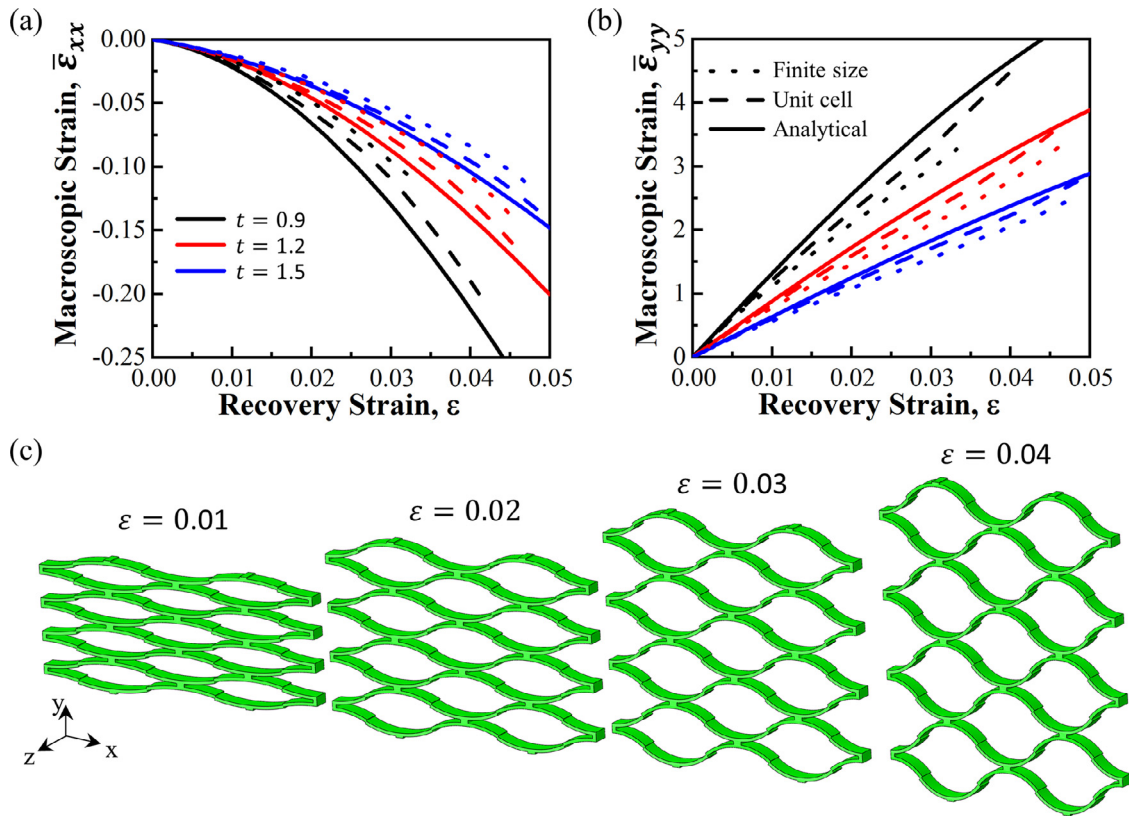 (a)
(b)
0.00
-0.05
-0.10
-0.15
-0.20
-0.25
Macroscopic Strain, ε̄xx
t = 0.9
t = 1.2
t = 1.5
0.00 0.01 0.02 0.03 0.04 0.05
Recovery Strain, ε
5
4
3
2
1
0
Macroscopic Strain, ε̄yy
Finite size
Unit cell
Analytical
0.00 0.01 0.02 0.03 0.04 0.05
Recovery Strain, ε
(c)
ε = 0.01
ε = 0.02
ε = 0.03
ε = 0.04
y
z
x